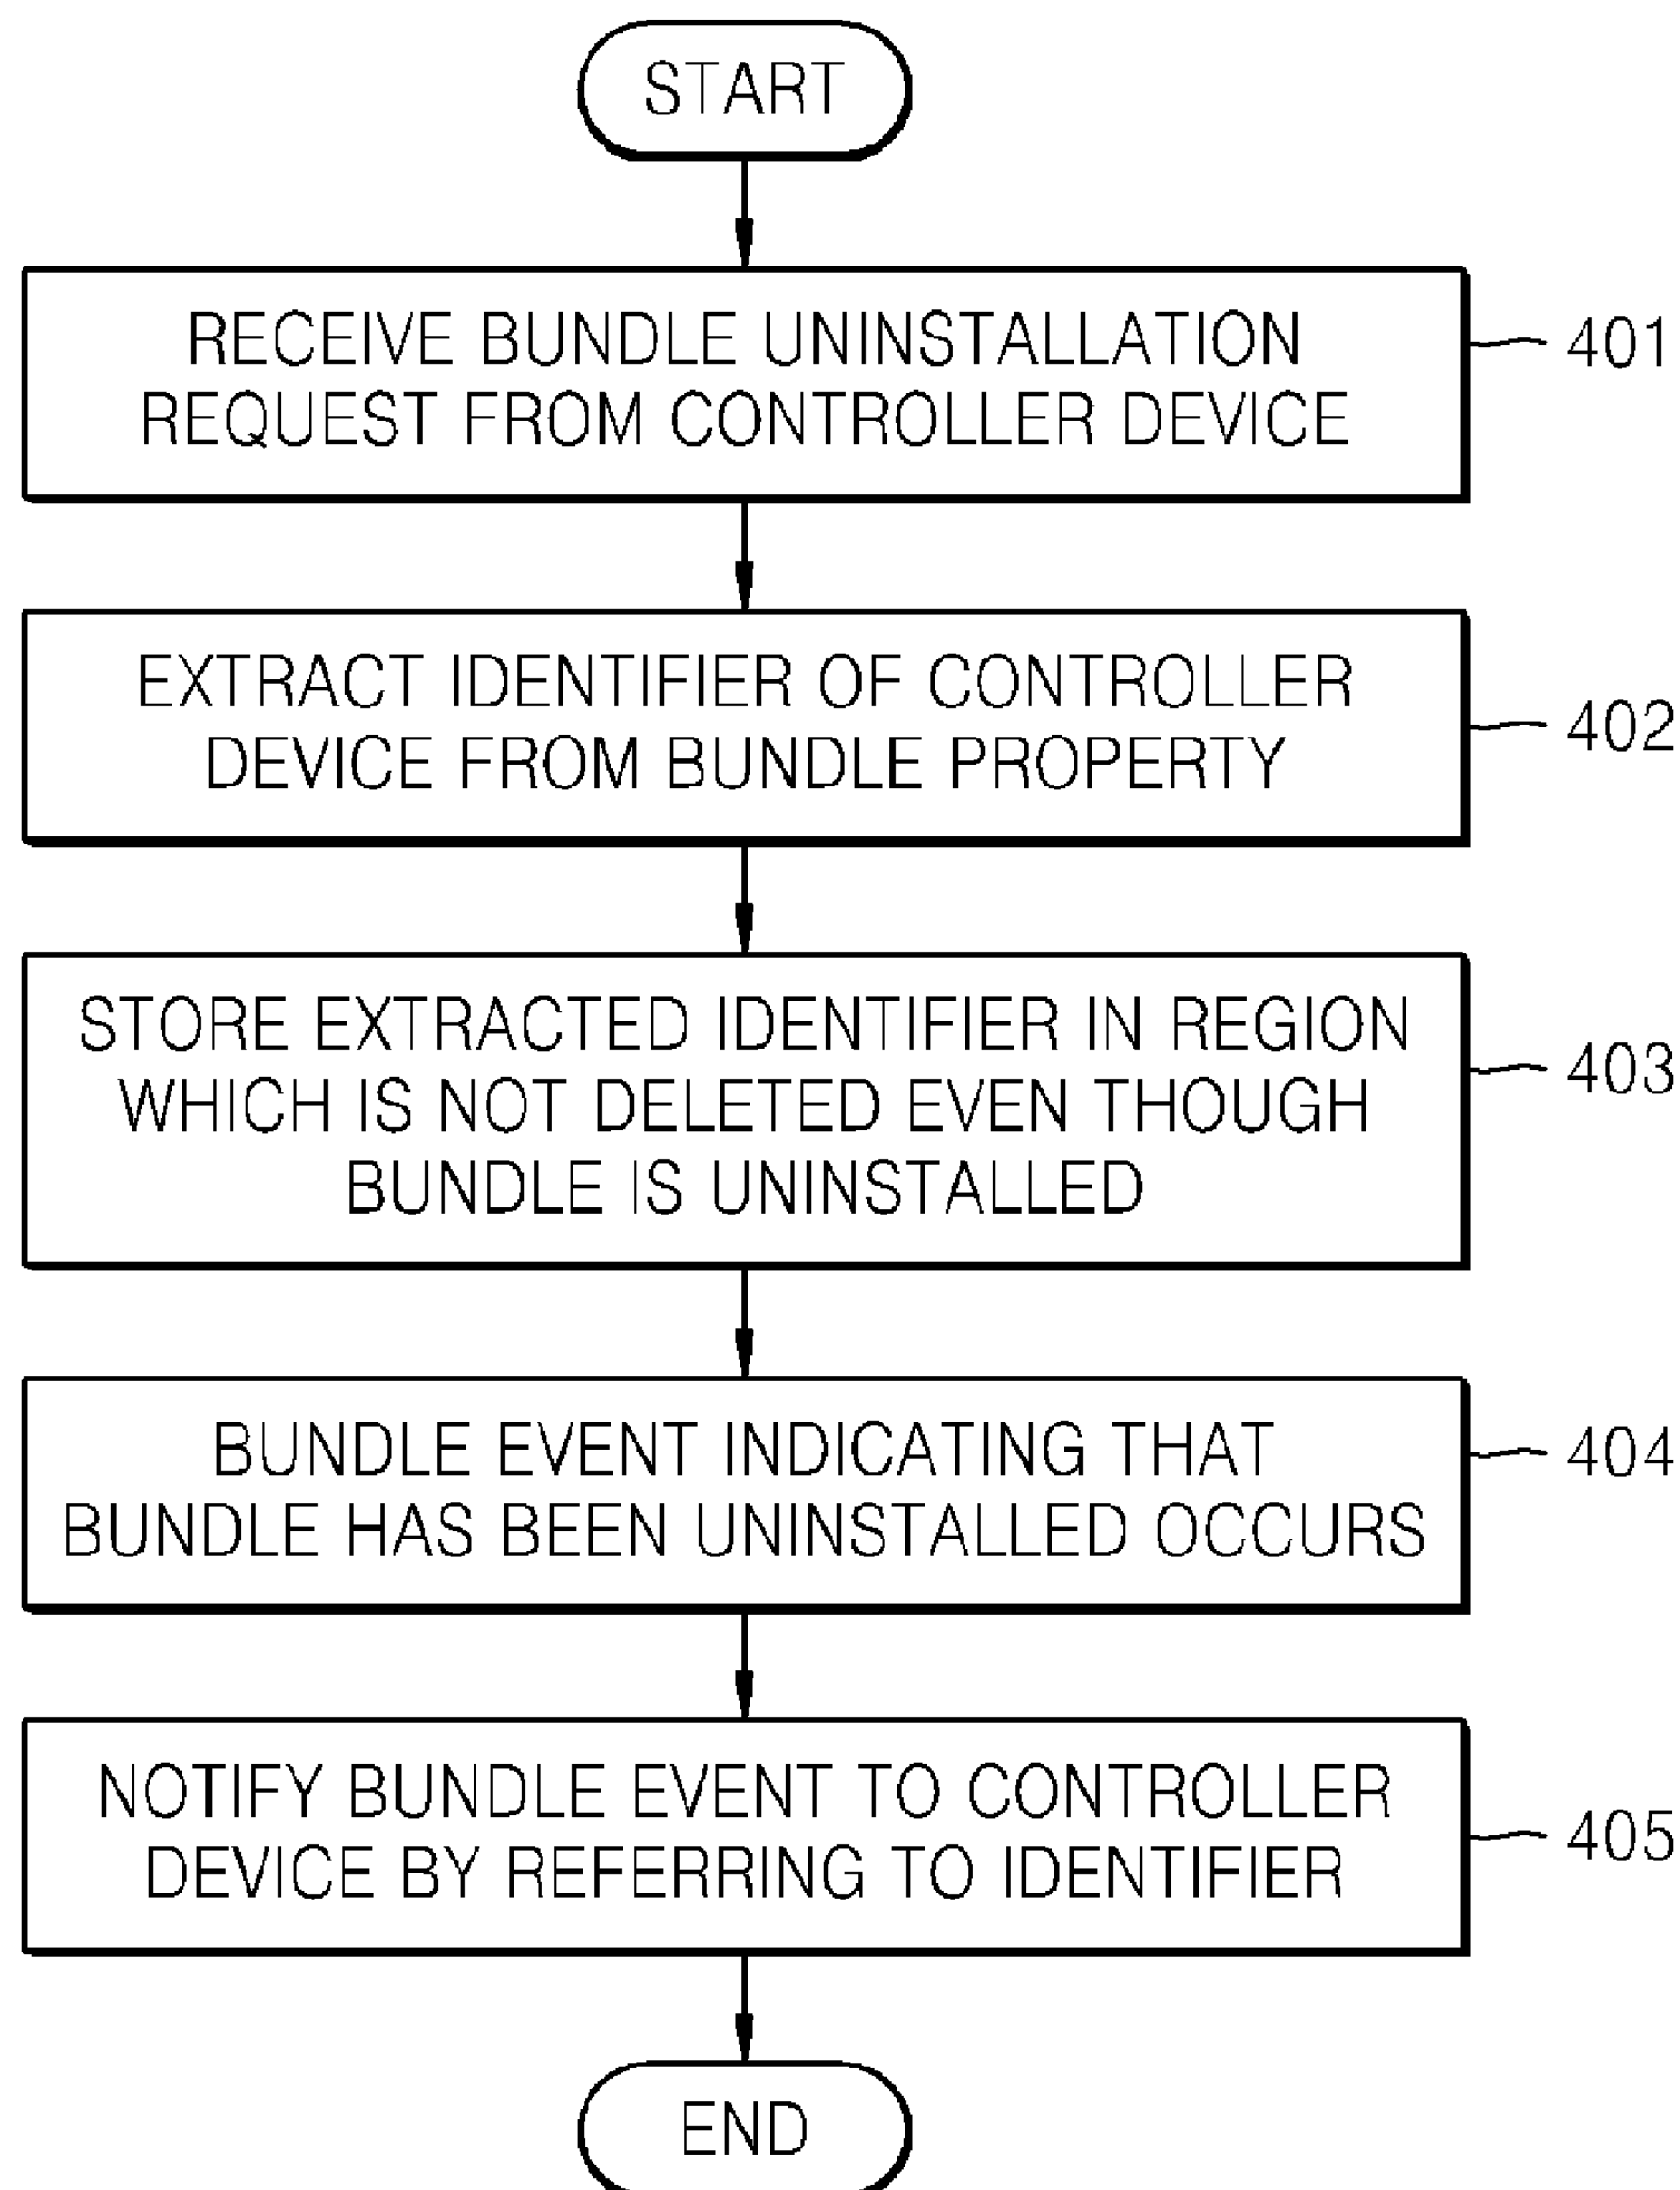 START
RECEIVE BUNDLE UNINSTALLATION
REQUEST FROM CONTROLLER DEVICE
401
EXTRACT IDENTIFIER OF CONTROLLER
DEVICE FROM BUNDLE PROPERTY
402
STORE EXTRACTED IDENTIFIER IN REGION
WHICH IS NOT DELETED EVEN THOUGH
BUNDLE IS UNINSTALLED
403
BUNDLE EVENT INDICATING THAT
BUNDLE HAS BEEN UNINSTALLED OCCURS
404
NOTIFY BUNDLE EVENT TO CONTROLLER
DEVICE BY REFERRING TO IDENTIFIER
405
END